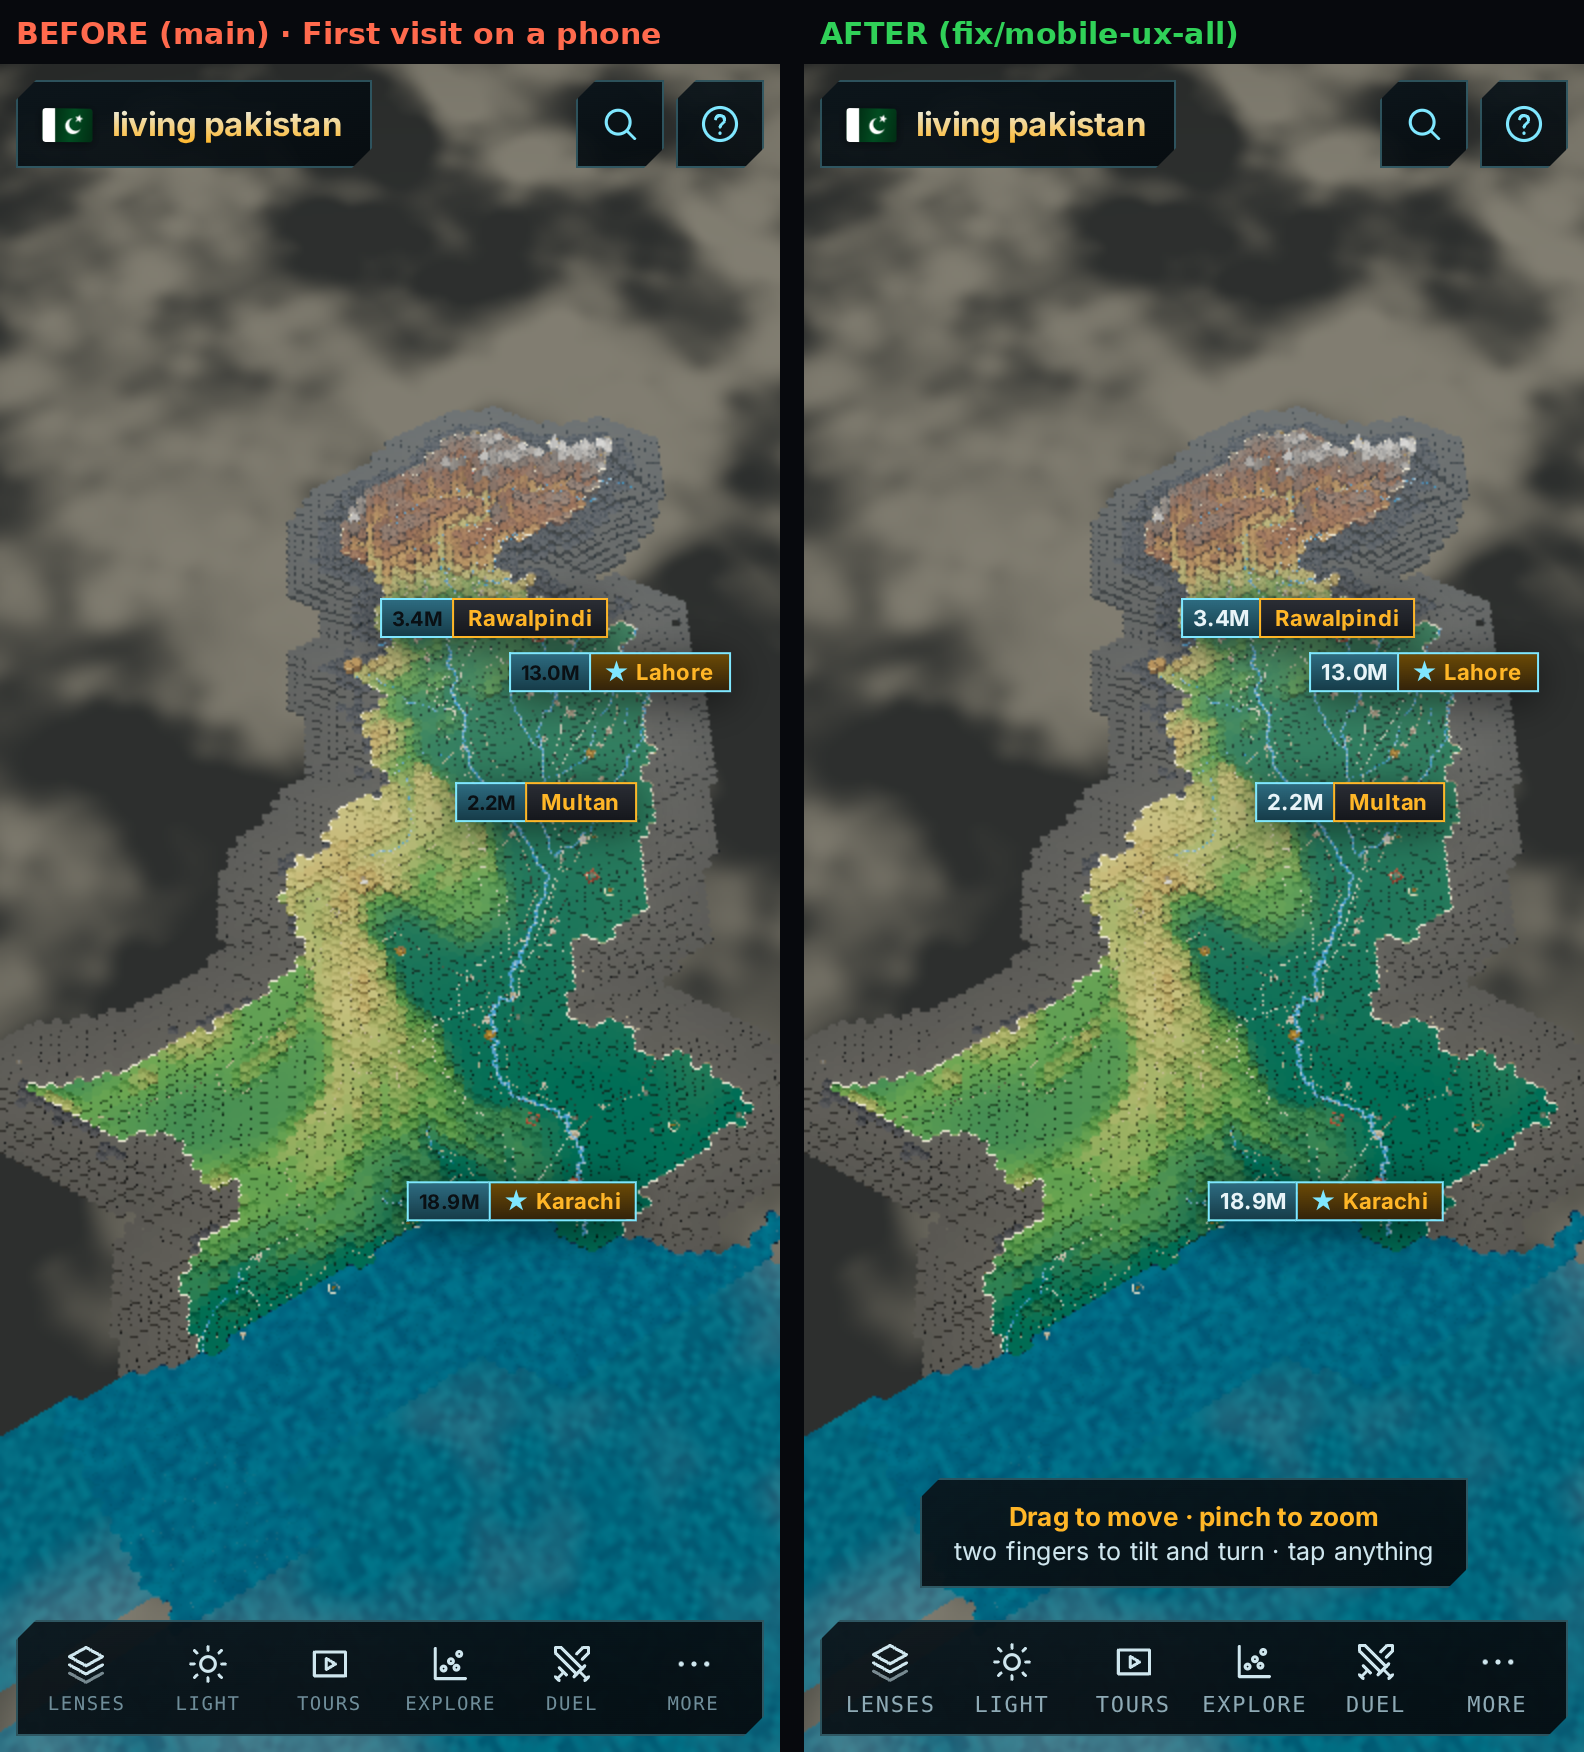 BEFORE (main) · First visit on a phone
living pakistan
3.4M Rawalpindi
13.0M ★ Lahore
2.2M Multan
18.9M ★ Karachi
LENSES LIGHT TOURS EXPLORE DUEL MORE
AFTER (fix/mobile-ux-all)
living pakistan
3.4M Rawalpindi
13.0M ★ Lahore
2.2M Multan
18.9M ★ Karachi
Drag to move · pinch to zoom
two fingers to tilt and turn · tap anything
LENSES LIGHT TOURS EXPLORE DUEL MORE